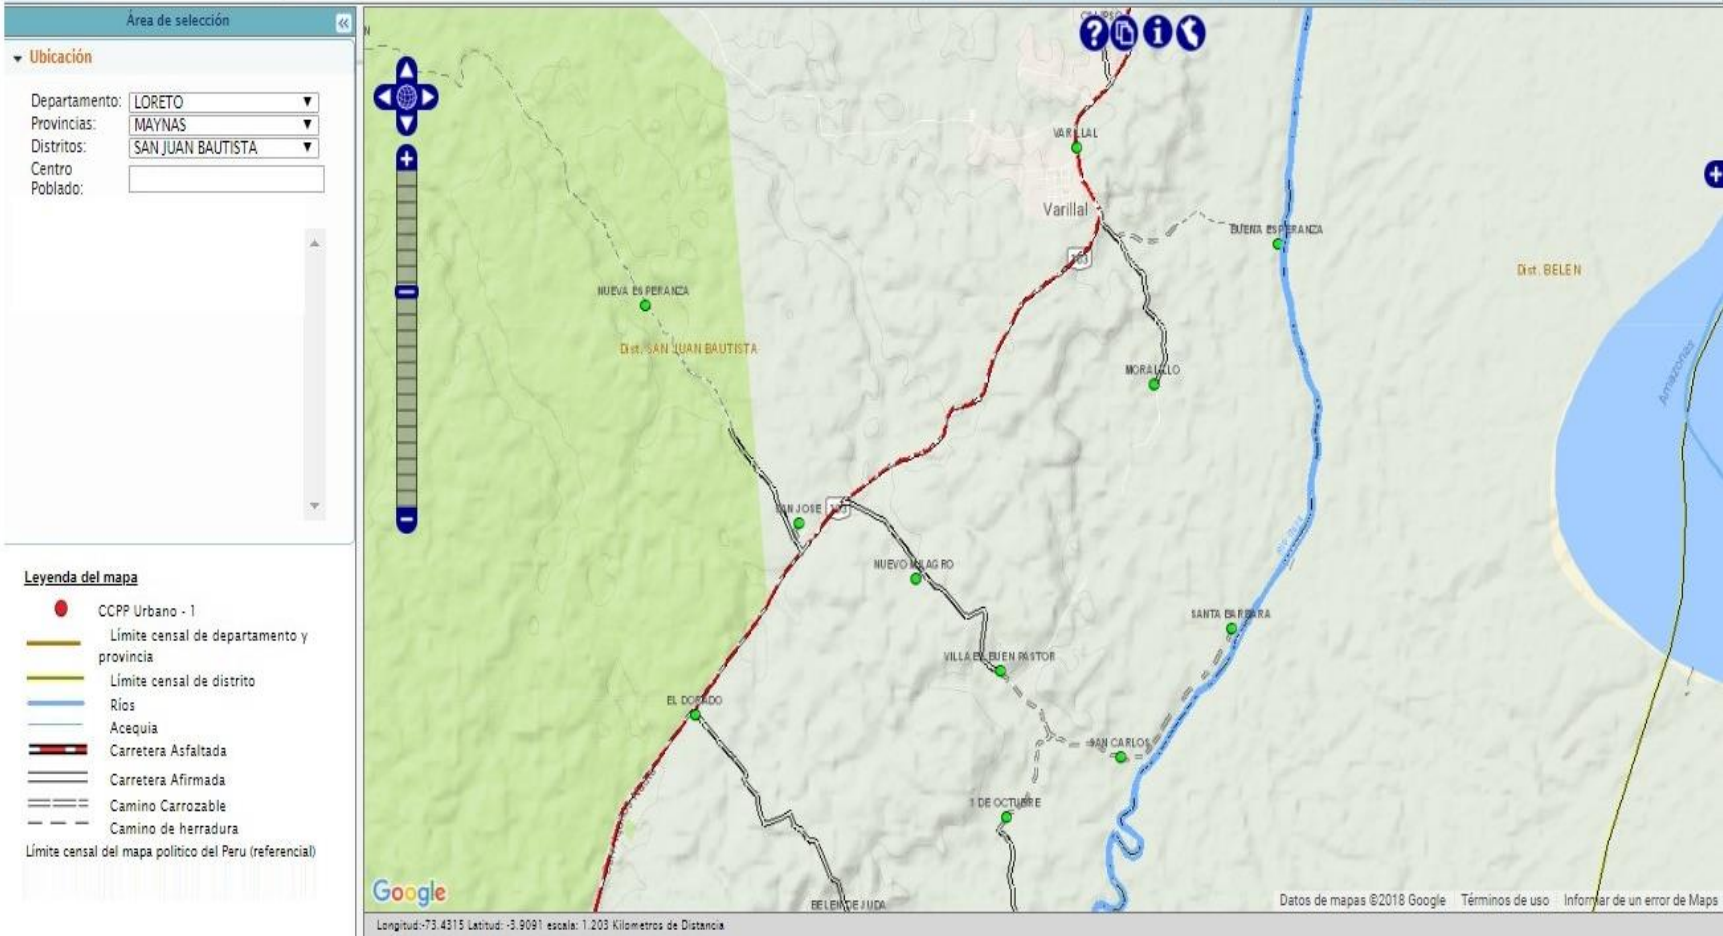 Área de selección
Ubicación
Departamento: LORETO
Provincias: MAYNAS
Distritos: SAN JUAN BAUTISTA
Centro
Poblado:
Leyenda del mapa
CCPP Urbano - 1
Límite censal de departamento y
provincia
Límite censal de distrito
Ríos
Acequia
Carretera Asfaltada
Carretera Afirmada
Camino Carrozable
Camino de herradura
Límite censal del mapa politico del Peru (referencial)
VARILLAL
Varillal
BUENA ESPERANZA
103
Dist. BELEN
NUEVA ESPERANZA
Dist. SAN JUAN BAUTISTA
Amazonas
MORALILLO
SAN JOSE
103
NUEVO MILAGRO
SANTA BARBARA
VILLA EL BUEN PASTOR
EL DORADO
SAN CARLOS
1 DE OCTUBRE
BELEN DE JUDA
Google
Datos de mapas ©2018 Google
Términos de uso
Informar de un error de Maps
Longitud:-73.4315 Latitud: -3.9091 escala: 1.203 Kilometros de Distancia